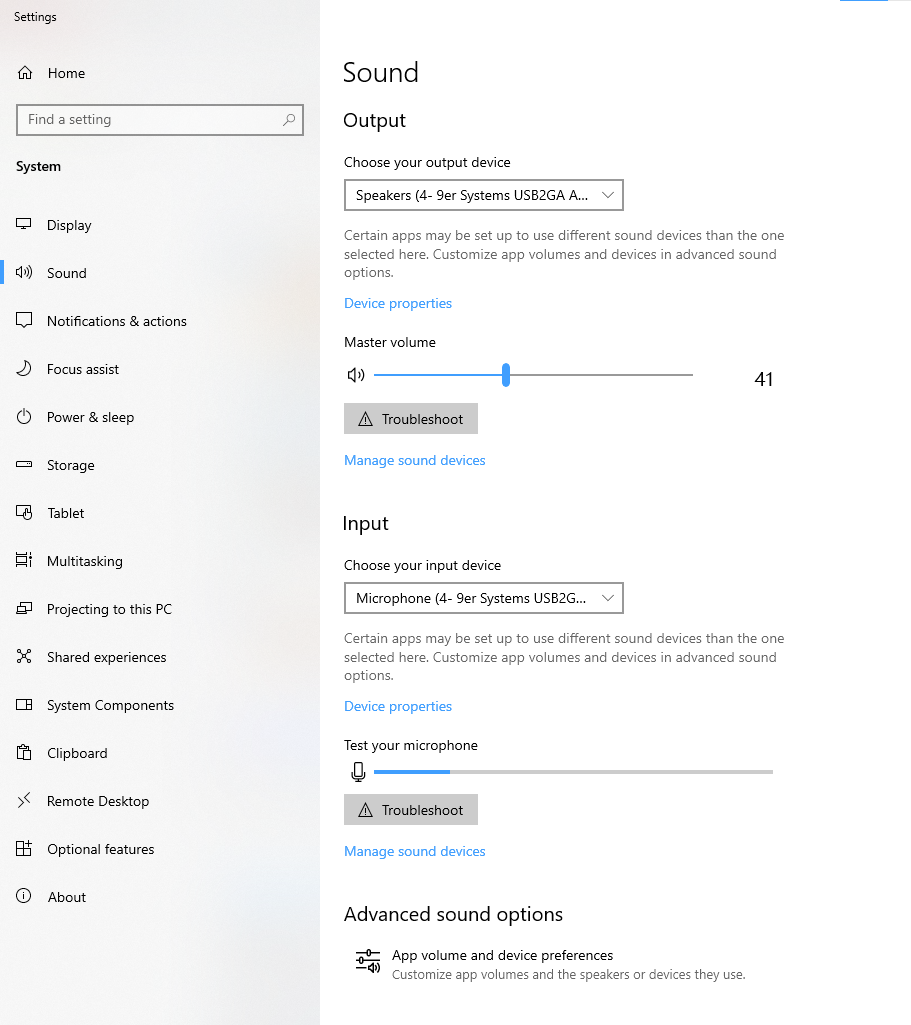 Settings
Home
Find a setting
System
Display
Sound
Notifications & actions
Focus assist
Power & sleep
Storage
Tablet
Multitasking
Projecting to this PC
Shared experiences
System Components
Clipboard
Remote Desktop
Optional features
About
Sound
Output
Choose your output device
Speakers (4- 9er Systems USB2GA A...
Certain apps may be set up to use different sound devices than the one
selected here. Customize app volumes and devices in advanced sound
options.
Device properties
Master volume
41
Troubleshoot
Manage sound devices
Input
Choose your input device
Microphone (4- 9er Systems USB2G...
Certain apps may be set up to use different sound devices than the one
selected here. Customize app volumes and devices in advanced sound
options.
Device properties
Test your microphone
Troubleshoot
Manage sound devices
Advanced sound options
App volume and device preferences
Customize app volumes and the speakers or devices they use.